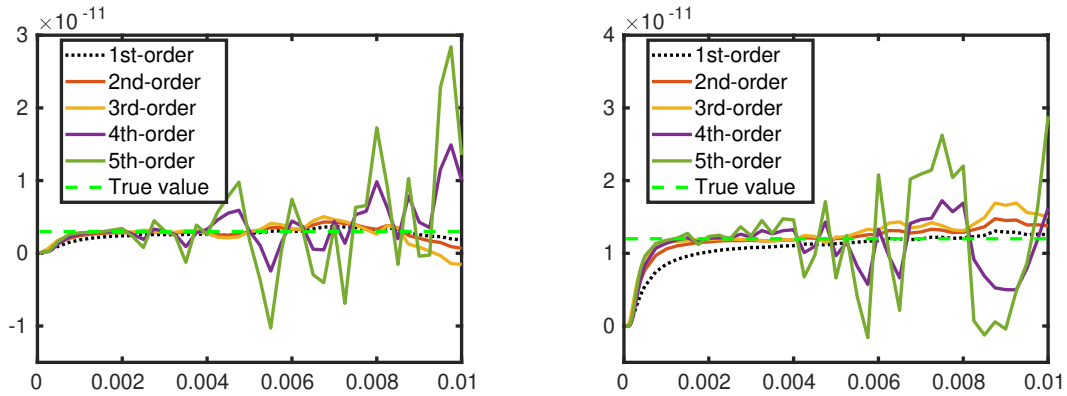 ×10⁻¹¹
3
2
1
0
-1
0
0.002
0.004
0.006
0.008
0.01
1st-order
2nd-order
3rd-order
4th-order
5th-order
True value
×10⁻¹¹
4
3
2
1
0
0
0.002
0.004
0.006
0.008
0.01
1st-order
2nd-order
3rd-order
4th-order
5th-order
True value